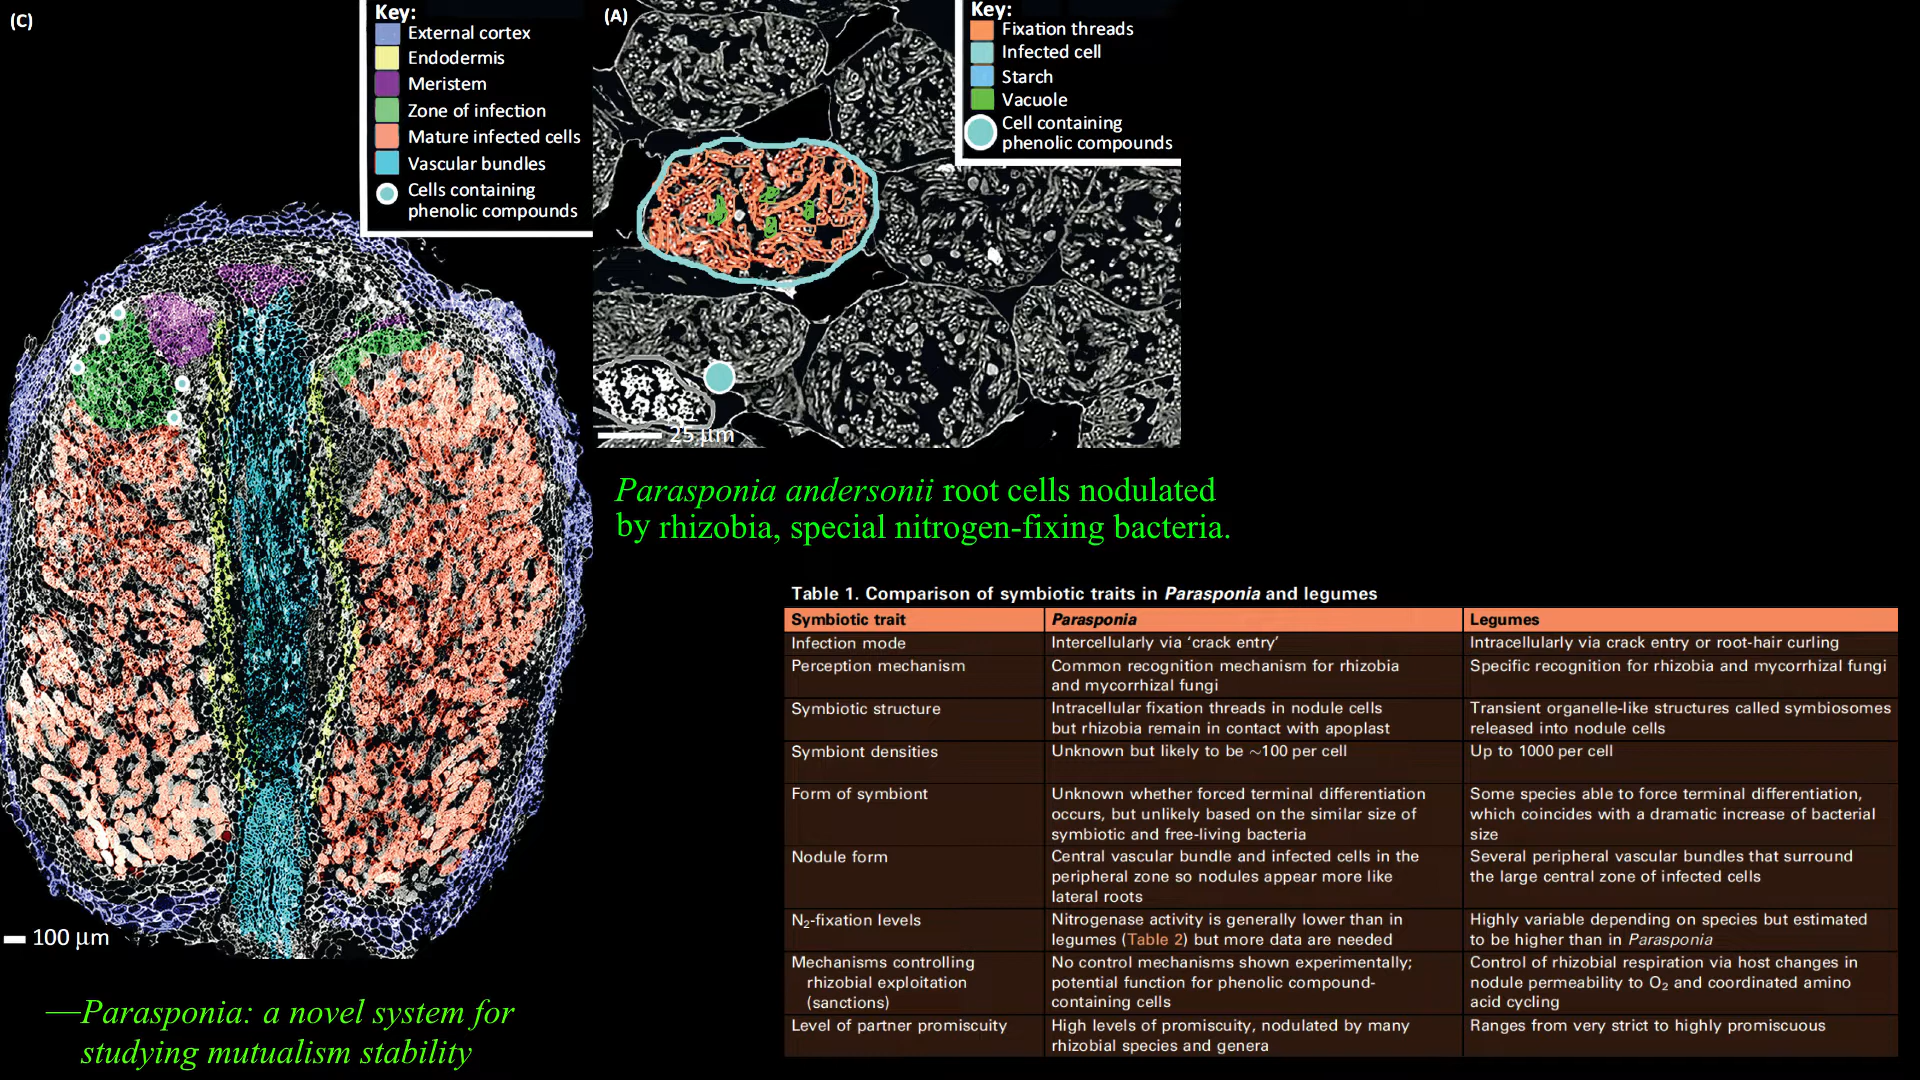 (C)
Key:
External cortex
Endodermis
Meristem
Zone of infection
Mature infected cells
Vascular bundles
Cells containing
phenolic compounds
100 µm
(A)
Key:
Fixation threads
Infected cell
Starch
Vacuole
Cell containing
phenolic compounds
25 µm
Parasponia andersonii root cells nodulated
by rhizobia, special nitrogen-fixing bacteria.
Table 1. Comparison of symbiotic traits in Parasponia and legumes
Symbiotic trait Parasponia Legumes
Infection mode Intercellularly via ‘crack entry’ Intracellularly via crack entry or root-hair curling
Perception mechanism Common recognition mechanism for rhizobia Specific recognition for rhizobia and mycorrhizal fungi
and mycorrhizal fungi
Symbiotic structure Intracellular fixation threads in nodule cells Transient organelle-like structures called symbiosomes
but rhizobia remain in contact with apoplast released into nodule cells
Symbiont densities Unknown but likely to be ~100 per cell Up to 1000 per cell
Form of symbiont Unknown whether forced terminal differentiation Some species able to force terminal differentiation,
occurs, but unlikely based on the similar size of which coincides with a dramatic increase of bacterial
symbiotic and free-living bacteria size
Nodule form Central vascular bundle and infected cells in the Several peripheral vascular bundles that surround
peripheral zone so nodules appear more like the large central zone of infected cells
lateral roots
N₂-fixation levels Nitrogenase activity is generally lower than in Highly variable depending on species but estimated
legumes (Table 2) but more data are needed to be higher than in Parasponia
Mechanisms controlling No control mechanisms shown experimentally; Control of rhizobial respiration via host changes in
rhizobial exploitation potential function for phenolic compound- nodule permeability to O₂ and coordinated amino
(sanctions) containing cells acid cycling
Level of partner promiscuity High levels of promiscuity, nodulated by many Ranges from very strict to highly promiscuous
rhizobial species and genera
—Parasponia: a novel system for
studying mutualism stability